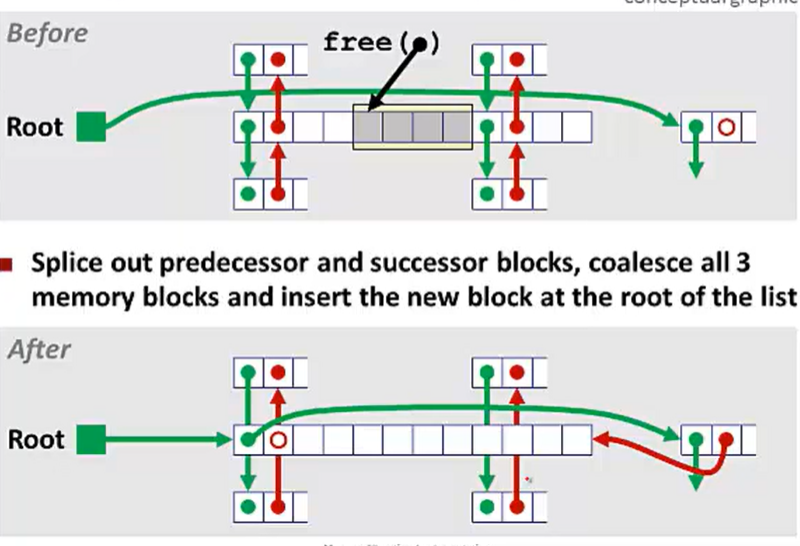 Before
free( )
Root
Splice out predecessor and successor blocks, coalesce all 3
memory blocks and insert the new block at the root of the list
After
Root